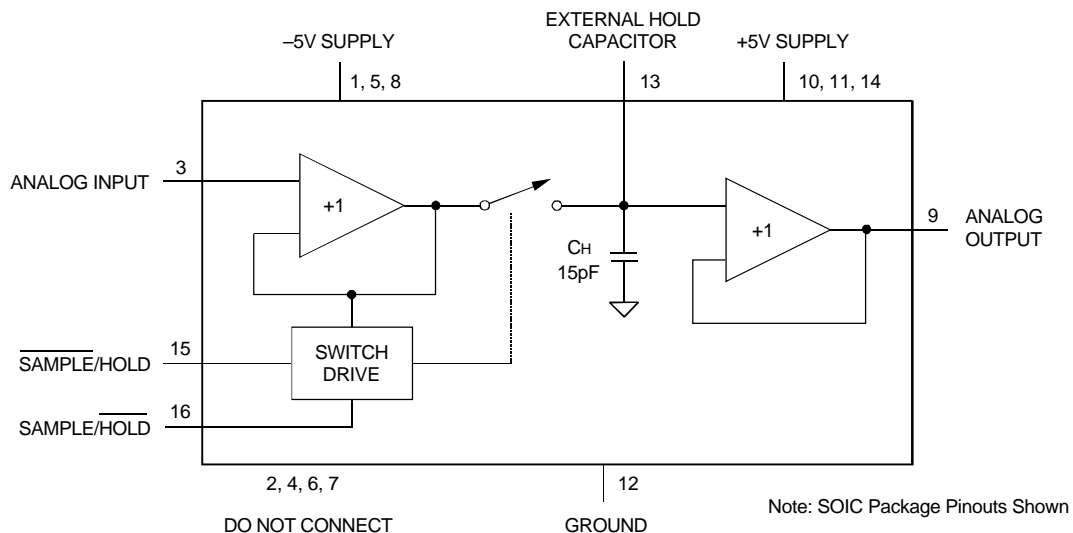 EXTERNAL HOLD
CAPACITOR
–5V SUPPLY
+5V SUPPLY
1, 5, 8
13
10, 11, 14
3
ANALOG INPUT
+1
+1
9
ANALOG
OUTPUT
CH
15pF
15
SAMPLE/HOLD
SWITCH
DRIVE
16
SAMPLE/HOLD
2, 4, 6, 7
12
DO NOT CONNECT
GROUND
Note: SOIC Package Pinouts Shown